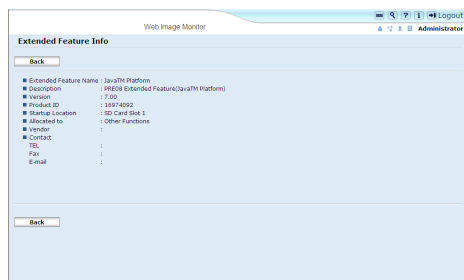 Logout
Web Image Monitor
Administrator
Extended Feature Info
Back
Extended Feature Name : JavaTM Platform
Description : PRE08 Extended Feature(JavaTM Platform)
Version : 7.00
Product ID : 16974092
Startup Location : SD Card Slot 1
Allocated to : Other Functions
Vendor :
Contact
TEL :
Fax :
E-mail :
Back